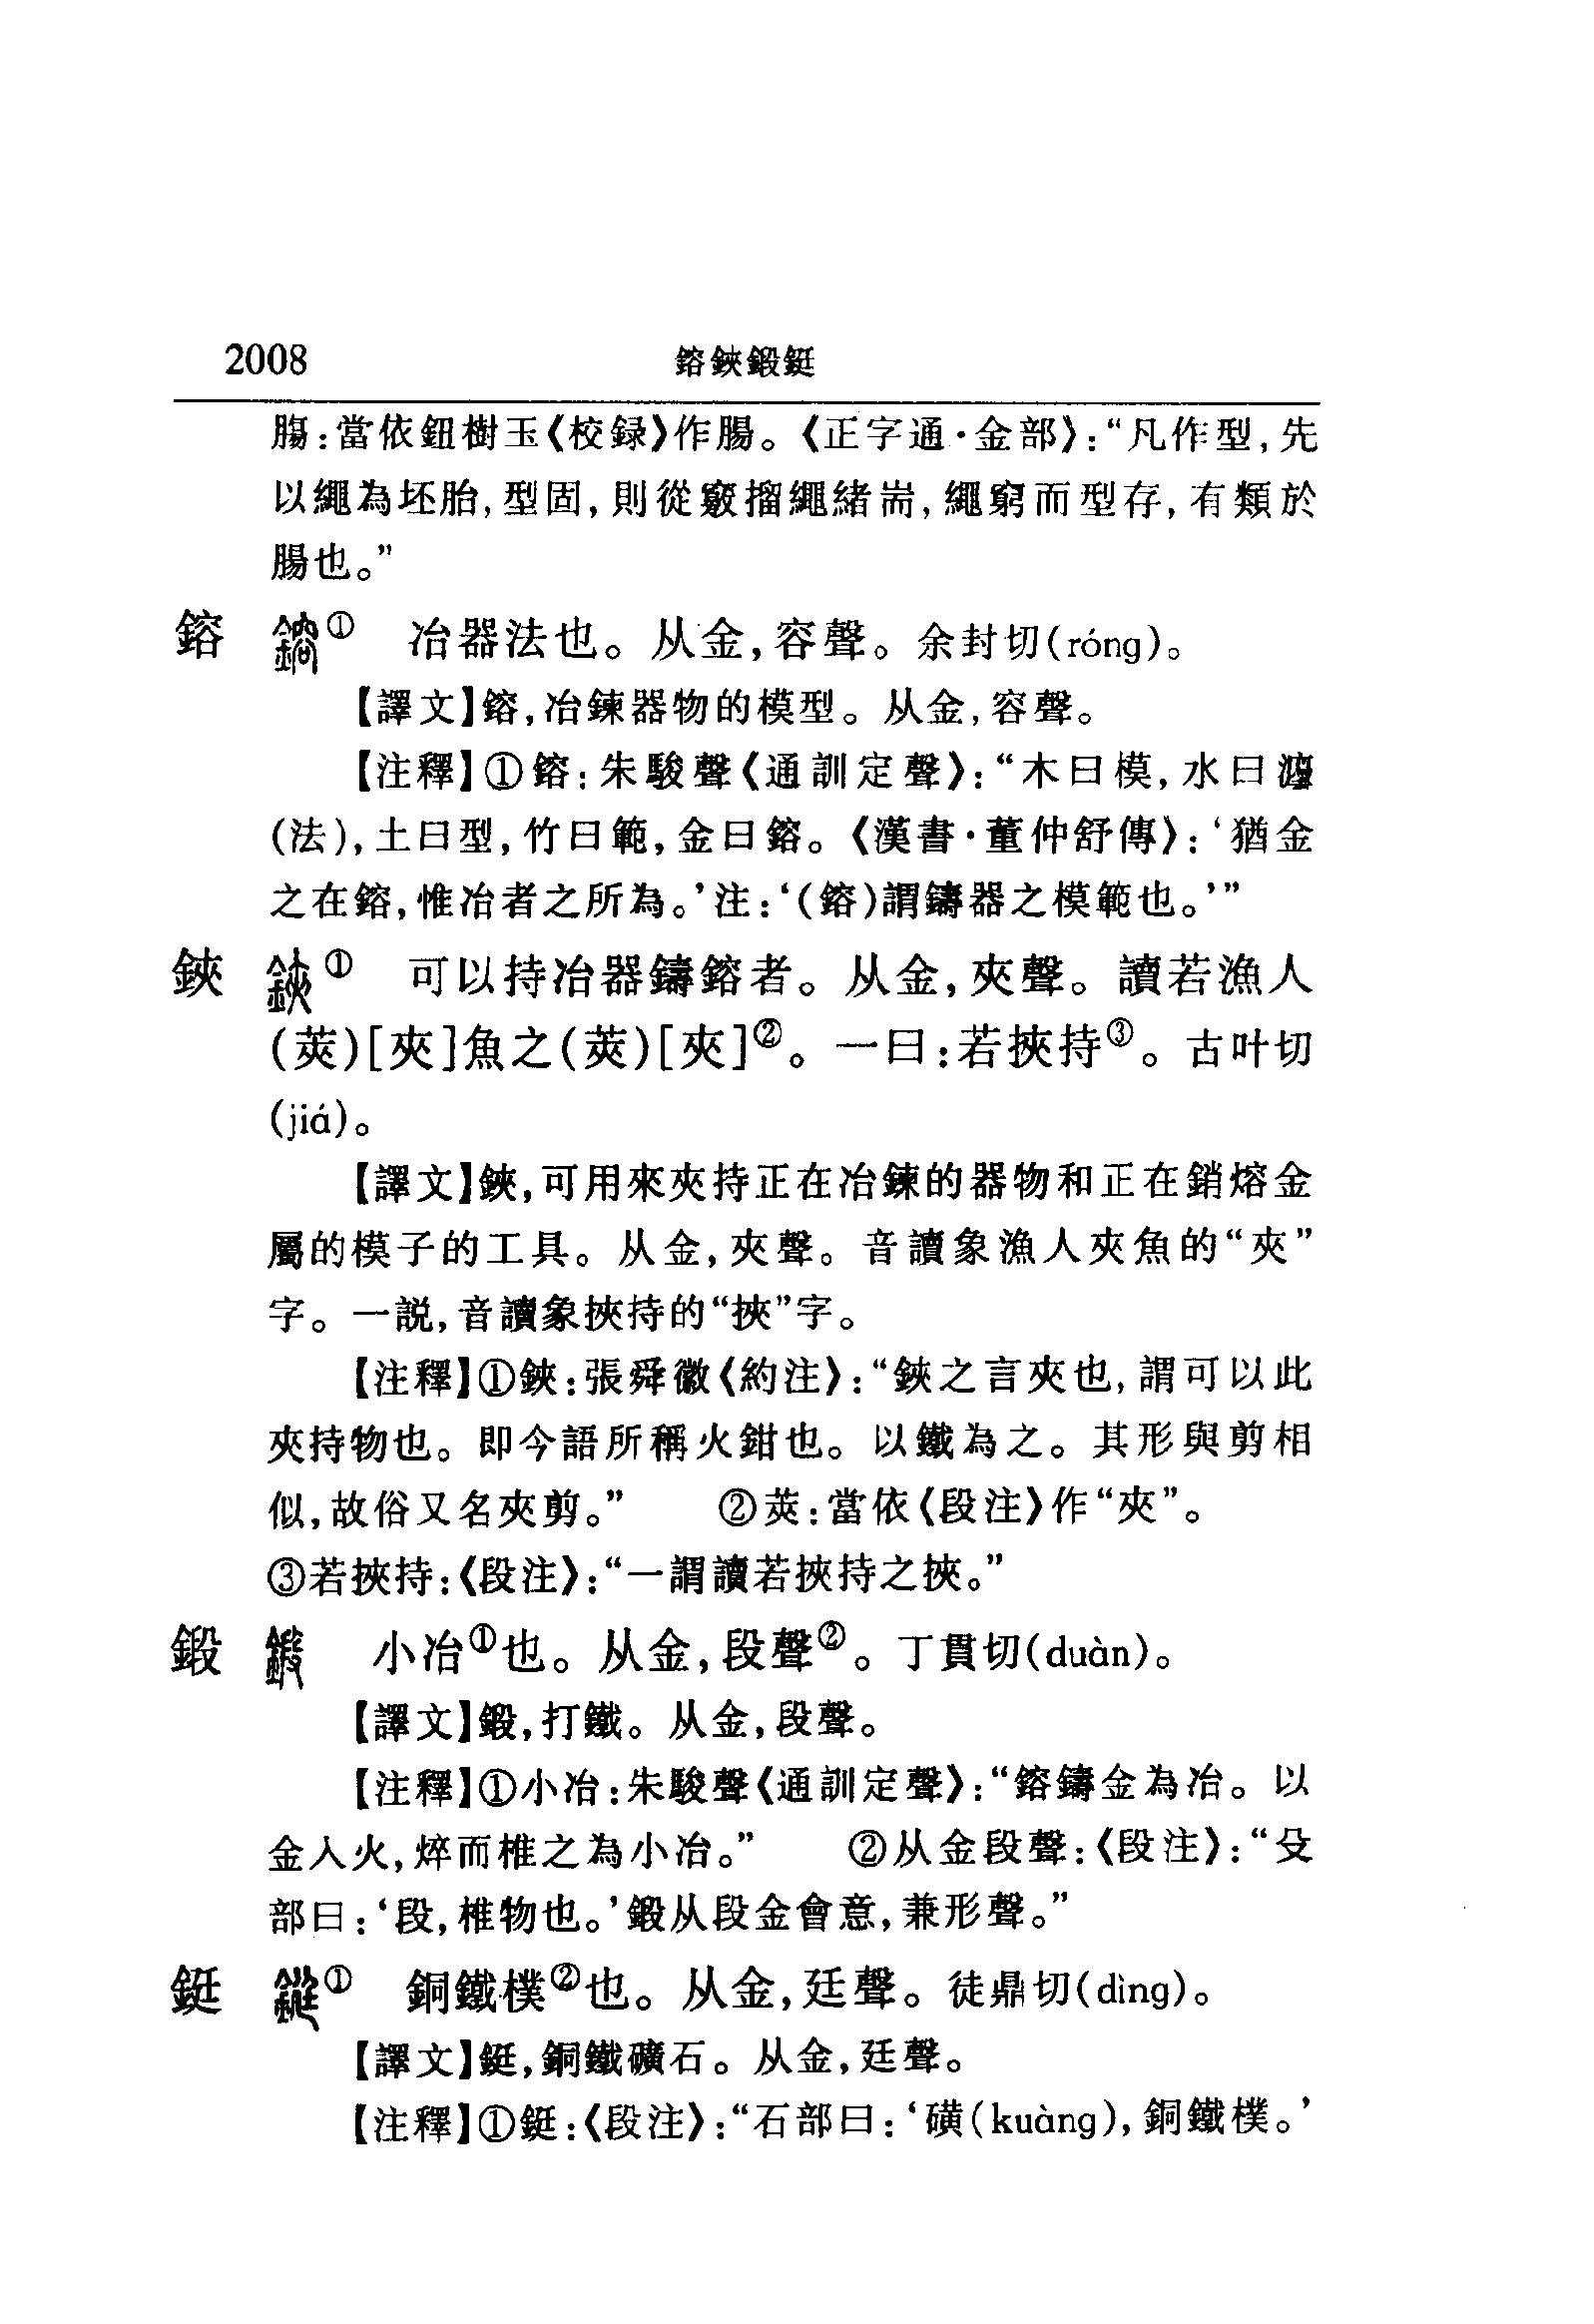 2008 鎔鋏鍛鋌
膓:當依鈕樹玉《校録》作腸。《正字通·金部》:“凡作型,先
以繩為坯胎,型固,則從竅搯繩緒耑,繩窮而型存,有類於
腸也。”
鎔 ① 冶器法也。从金,容聲。余封切(róng)。
【譯文】鎔,冶鍊器物的模型。从金,容聲。
【注釋】①鎔:朱駿聲《通訓定聲》:“木曰模,水曰灋
(法),土曰型,竹曰範,金曰鎔。《漢書·董仲舒傳》:‘猶金
之在鎔,惟冶者之所為。’注:‘(鎔)謂鑄器之模範也。’”
鋏 ① 可以持冶器鑄鎔者。从金,夾聲。讀若漁人
(莢)[夾]魚之(莢)[夾]②。一曰:若挾持③。古叶切
(jiá)。
【譯文】鋏,可用來夾持正在冶鍊的器物和正在銷熔金
屬的模子的工具。从金,夾聲。音讀象漁人夾魚的“夾”
字。一説,音讀象挾持的“挾”字。
【注釋】①鋏:張舜徽《約注》:“鋏之言夾也,謂可以此
夾持物也。即今語所稱火鉗也。以鐵為之。其形與剪相
似,故俗又名夾剪。” ②莢:當依《段注》作“夾”。
③若挾持:《段注》:“一謂讀若挾持之挾。”
鍛 小冶①也。从金,段聲②。丁貫切(duàn)。
【譯文】鍛,打鐵。从金,段聲。
【注釋】①小冶:朱駿聲《通訓定聲》:“鎔鑄金為冶。以
金入火,焠而椎之為小冶。” ②从金段聲:《段注》:“殳
部曰:‘段,椎物也。’鍛从段金會意,兼形聲。”
鋌 ① 銅鐵樸②也。从金,廷聲。徒鼎切(dìng)。
【譯文】鋌,銅鐵礦石。从金,廷聲。
【注釋】①鋌:《段注》:“石部曰:‘磺(kuàng),銅鐵樸。’